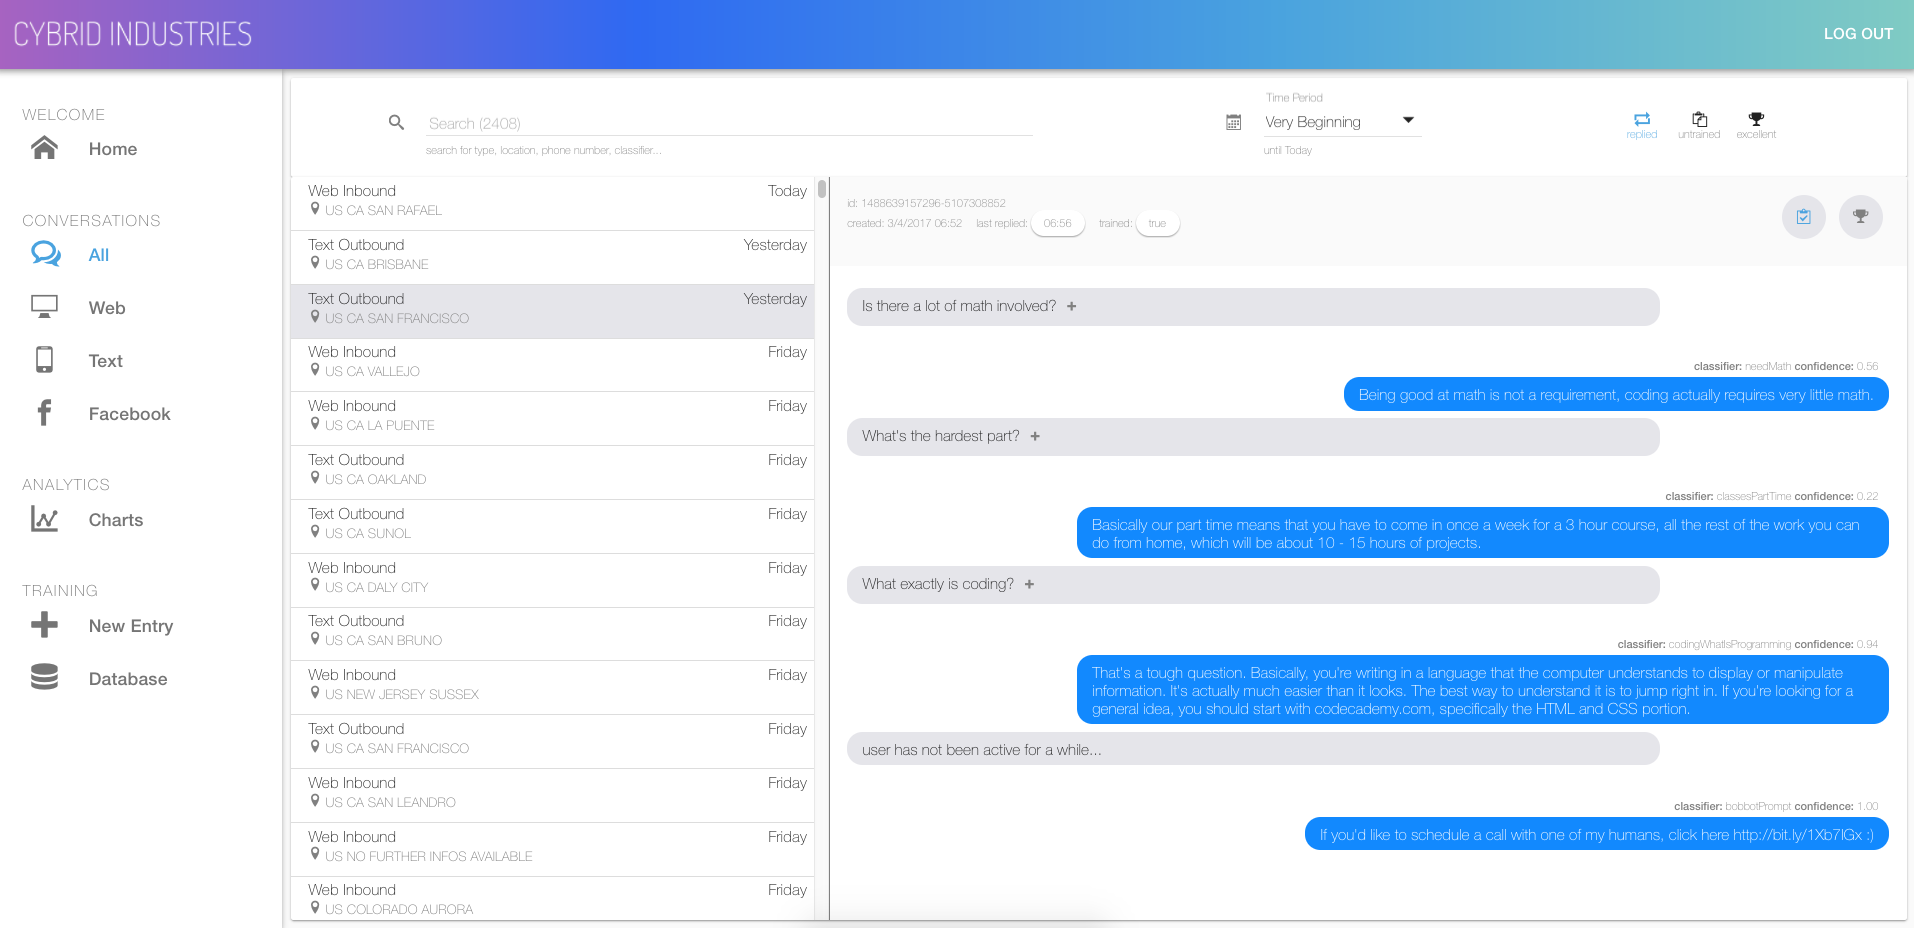 CYBRID INDUSTRIES
LOG OUT
WELCOME
Home
CONVERSATIONS
All
Web
Text
Facebook
ANALYTICS
Charts
TRAINING
New Entry
Database
Search (2408)
search for type, location, phone number, classifier...
Time Period
Very Beginning
until Today
replied
untrained
excellent
Web Inbound Today
US CA SAN RAFAEL
Text Outbound Yesterday
US CA BRISBANE
Text Outbound Yesterday
US CA SAN FRANCISCO
Web Inbound Friday
US CA VALLEJO
Web Inbound Friday
US CA LA PUENTE
Text Outbound Friday
US CA OAKLAND
Text Outbound Friday
US CA SUNOL
Web Inbound Friday
US CA DALY CITY
Text Outbound Friday
US CA SAN BRUNO
Web Inbound Friday
US NEW JERSEY SUSSEX
Text Outbound Friday
US CA SAN FRANCISCO
Web Inbound Friday
US CA SAN LEANDRO
Web Inbound Friday
US NO FURTHER INFOS AVAILABLE
Web Inbound Friday
US COLORADO AURORA
id: 1488639157296-5107308852
created: 3/4/2017 06:52 last replied: 06:56 trained: true
Is there a lot of math involved? +
classifier: needMath confidence: 0.56
Being good at math is not a requirement, coding actually requires very little math.
What's the hardest part? +
classifier: classesPartTime confidence: 0.22
Basically our part time means that you have to come in once a week for a 3 hour course, all the rest of the work you can
do from home, which will be about 10 - 15 hours of projects.
What exactly is coding? +
classifier: codingWhatIsProgramming confidence: 0.94
That's a tough question. Basically, you're writing in a language that the computer understands to display or manipulate
information. It's actually much easier than it looks. The best way to understand it is to jump right in. If you're looking for a
general idea, you should start with codecademy.com, specifically the HTML and CSS portion.
user has not been active for a while...
classifier: bobbotPrompt confidence: 1.00
If you'd like to schedule a call with one of my humans, click here http://bit.ly/1Xb7lGx :)